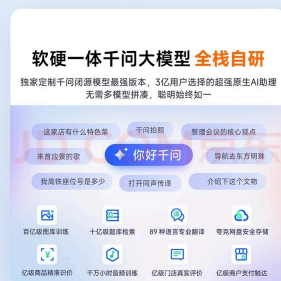 软硬一体千问大模型 全栈自研
独家定制千问闭源模型最强版本，3亿用户选择的超强原生AI助理
无需多模型拼凑，聪明始终如一
这家店有什么特色菜
千问拍照
整理会议的核心观点
来首应景的歌
你好千问
导航去东方明珠
我高铁座位号是多少
打开同声传译
介绍下这个文物
百亿级图库训练
十亿级题库检索
89 种语言专业翻译
夸克网盘安全存储
亿级商品精准识价
千万小时音频训练
亿级门店真实评价
亿级商户支付触达